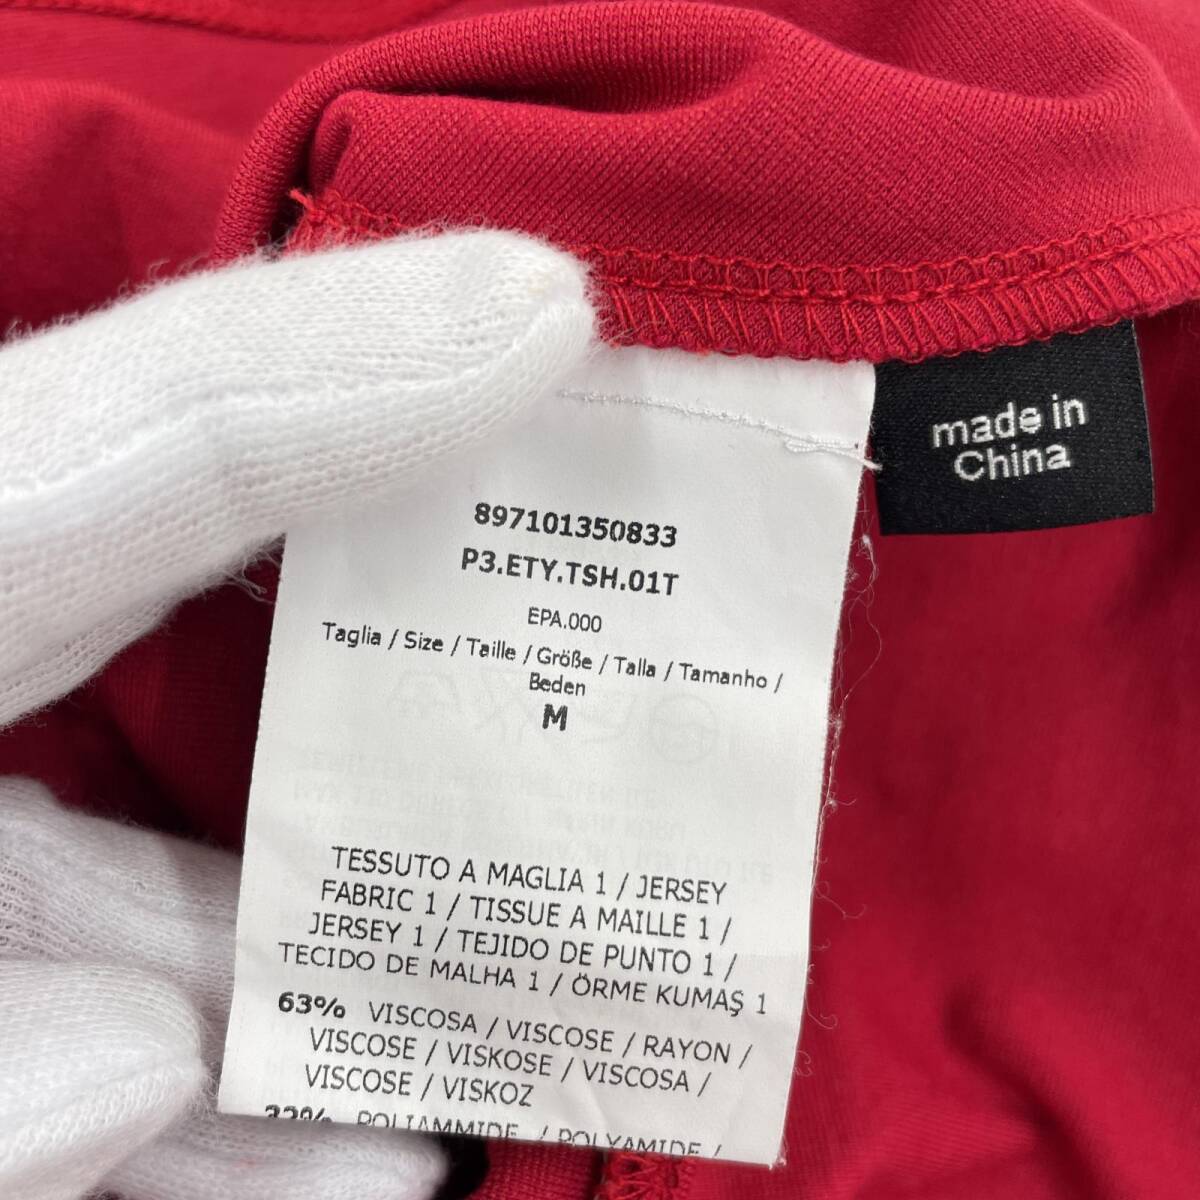 made in
China
897101350833
P3.ETY.TSH.01T
EPA.000
Taglia / Size / Taille / Größe / Talla / Tamanho /
Beden
M
TESSUTO A MAGLIA 1 / JERSEY
FABRIC 1 / TISSUE A MAILLE 1 /
JERSEY 1 / TEJIDO DE PUNTO 1 /
TECIDO DE MALHA 1 / ÖRME KUMAŞ 1
63% VISCOSA / VISCOSE / RAYON /
VISCOSE / VISKOSE / VISCOSA /
VISCOSE / VISKOZ
POLIAMMIDE / POLYAMIDE /